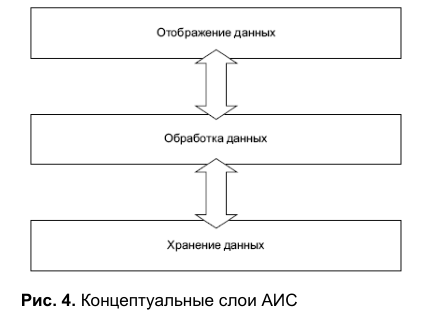 Отображение данных
Обработка данных
Хранение данных
Рис. 4. Концептуальные слои АИС